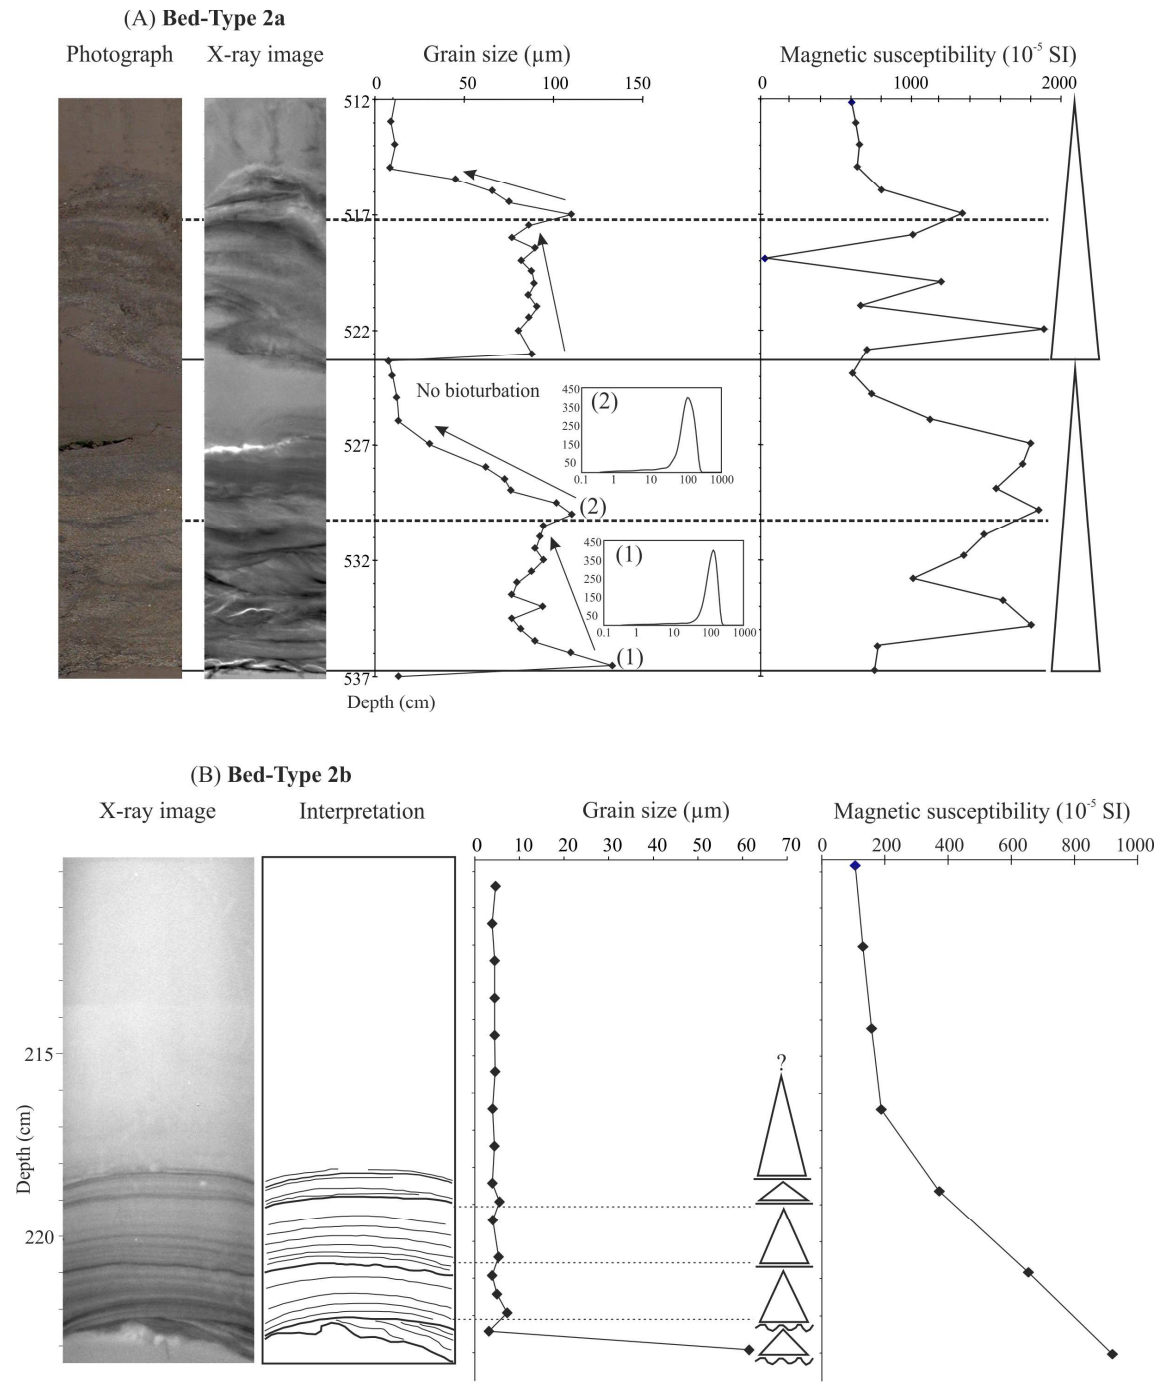 (A) Bed-Type 2a
Photograph X-ray image Grain size (µm) Magnetic susceptibility (10⁻⁵ SI)
0 50 100 150 0 1000 2000
512
517
522
No bioturbation
(2)
450
350
250
150
50
0.1 1 10 100 1000
527
(2)
(1)
450
350
250
150
50
0.1 1 10 100 1000
532
(1)
537
Depth (cm)
(B) Bed-Type 2b
X-ray image Interpretation Grain size (µm) Magnetic susceptibility (10⁻⁵ SI)
0 10 20 30 40 50 60 70 0 200 400 600 800 1000
215
?
Depth (cm)
220